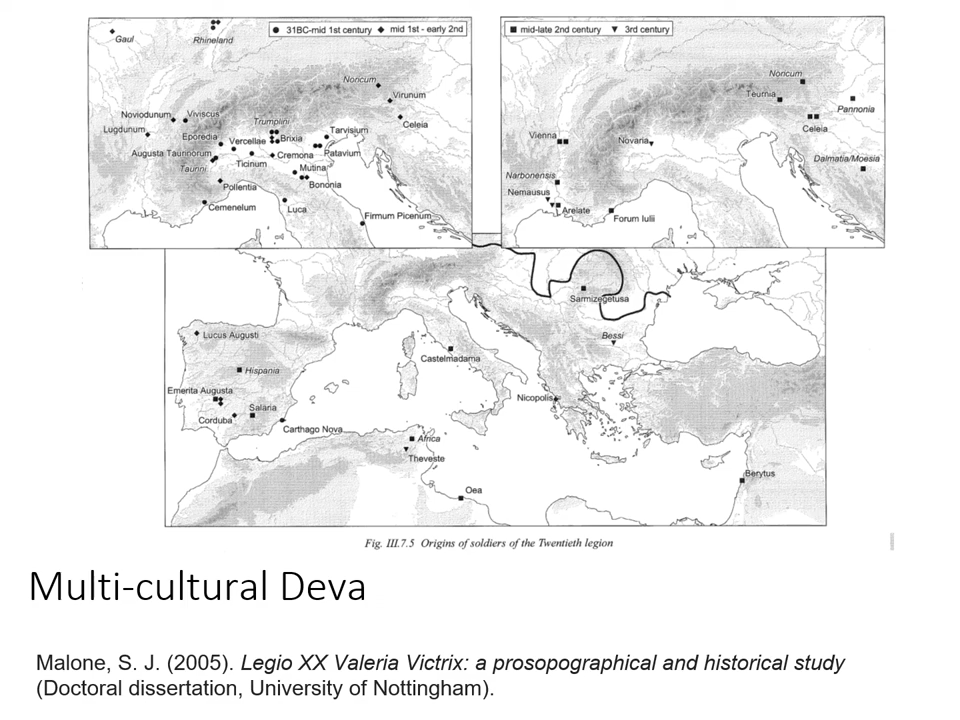 31BC-mid 1st century
mid 1st - early 2nd
Gaul
Rhineland
Noricum
Virunum
Noviodunum
Viviscus
Trumplini
Celeia
Lugdunum
Eporedia
Vercellae
Brixia
Tarvisium
Augusta Taurinorum
Cremona
Patavium
Taurini
Ticinum
Mutina
Pollentia
Bononia
Cemenelum
Luca
Firmum Picenum
mid-late 2nd century
3rd century
Noricum
Teurnia
Pannonia
Celeia
Vienna
Novaria
Dalmatia/Moesia
Narbonensis
Nemausus
Arelate
Forum Iulii
Sarmizegetusa
Lucus Augusti
Bessi
Castelmadama
Hispania
Emerita Augusta
Nicopolis
Salaria
Corduba
Carthago Nova
Africa
Theveste
Berytus
Oea
Fig. III.7.5 Origins of soldiers of the Twentieth legion
Multi-cultural Deva
Malone, S. J. (2005). Legio XX Valeria Victrix: a prosopographical and historical study
(Doctoral dissertation, University of Nottingham).